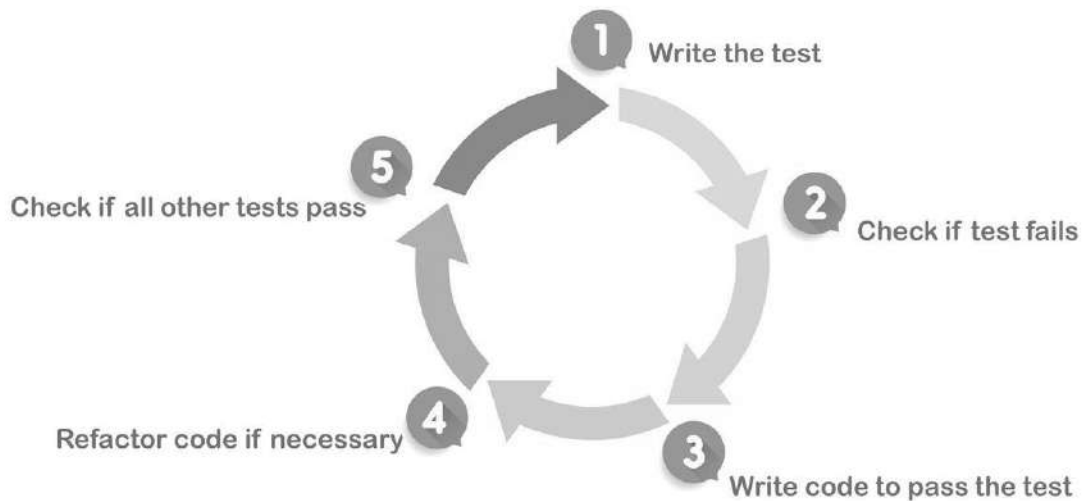 1
Write the test
2
Check if test fails
3
Write code to pass the test
4
Refactor code if necessary
5
Check if all other tests pass